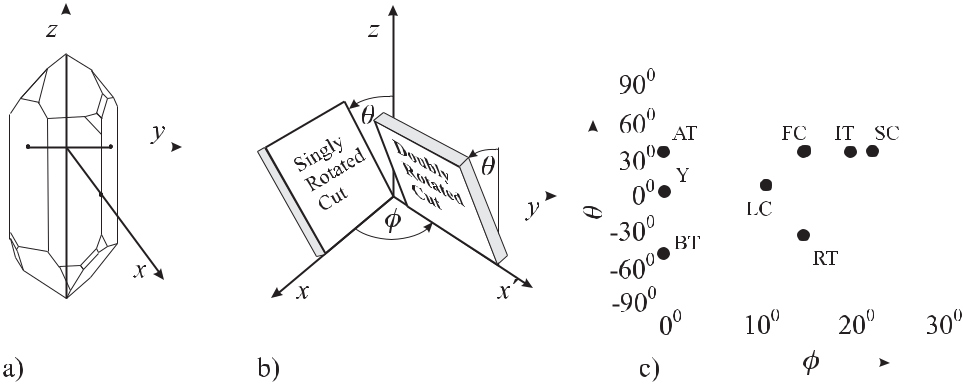 z
y
x
a)
z
θ
θ
Singly
Rotated
Cut
Doubly
Rotated
Cut
ϕ
y
x
x'
b)
90⁰
60⁰
30⁰
0⁰
-30⁰
-60⁰
-90⁰
θ
AT
FC
IT
SC
Y
LC
BT
RT
0⁰
10⁰
20⁰
30⁰
ϕ
c)